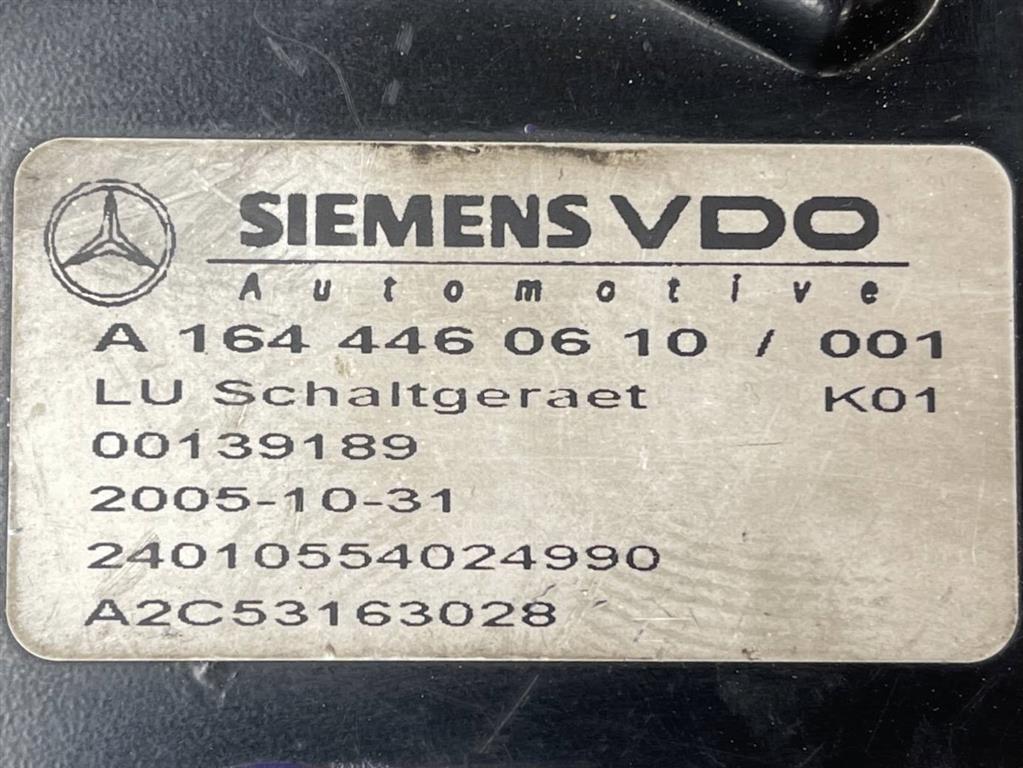 SIEMENS VDO
Automotive
A 164 446 06 10 / 001
LU Schaltgeraet K01
00139189
2005-10-31
24010554024990
A2C53163028